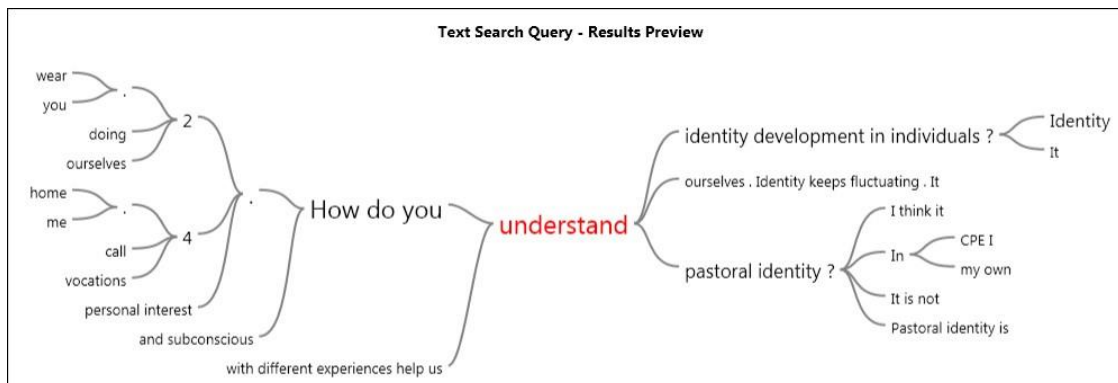 Text Search Query - Results Preview
wear
you
.
doing
ourselves
2
home
me
.
call
vocations
4
personal interest
.
and subconscious
How do you
with different experiences help us
understand
identity development in individuals ?
Identity
It
ourselves . Identity keeps fluctuating . It
pastoral identity ?
I think it
In
CPE I
my own
It is not
Pastoral identity is